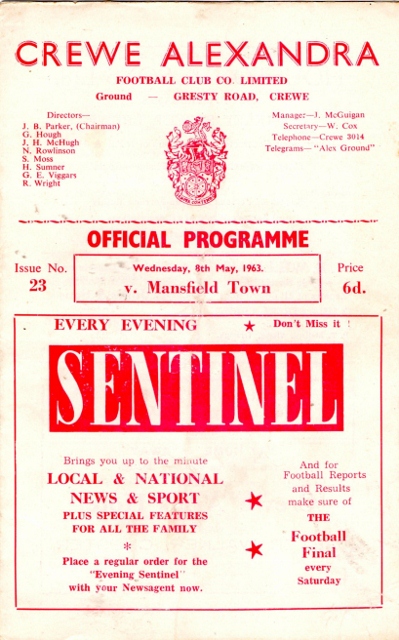 CREWE ALEXANDRA
FOOTBALL CLUB CO. LIMITED
Ground — GRESTY ROAD, CREWE
Directors—
J. B. Parker, (Chairman)
G. Hough
J. H. McHugh
N. Rowlinson
S. Moss
H. Sumner
G. E. Viggars
R. Wright
Manager—J. McGuigan
Secretary—W. Cox
Telephone—Crewe 3014
Telegrams—"Alex Ground"
OFFICIAL PROGRAMME
Issue No.
23
Wednesday, 8th May, 1963.
v. Mansfield Town
Price
6d.
EVERY EVENING ★ Don't Miss it !
SENTINEL
Brings you up to the minute
LOCAL & NATIONAL
NEWS & SPORT
PLUS SPECIAL FEATURES
FOR ALL THE FAMILY
*
Place a regular order for the
"Evening Sentinel"
with your Newsagent now.
★
★
And for
Football Reports
and Results
make sure of
THE
Football
Final
every
Saturday